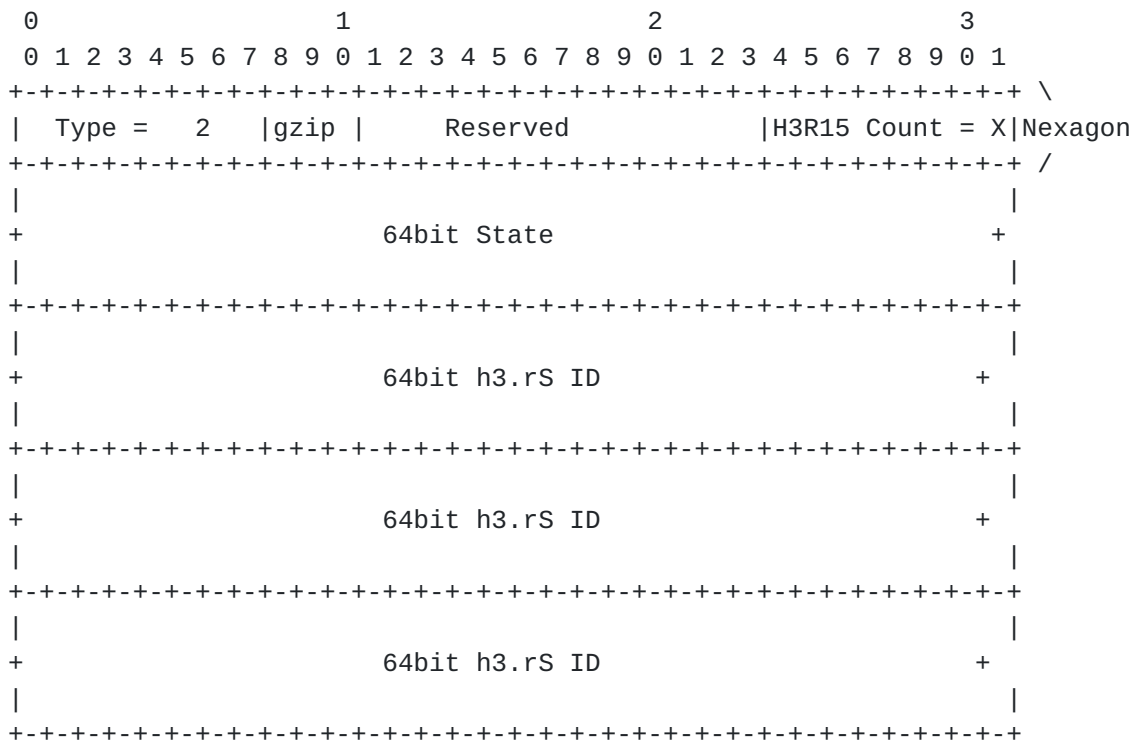 0                   1                   2                   3
 0 1 2 3 4 5 6 7 8 9 0 1 2 3 4 5 6 7 8 9 0 1 2 3 4 5 6 7 8 9 0 1
+-+-+-+-+-+-+-+-+-+-+-+-+-+-+-+-+-+-+-+-+-+-+-+-+-+-+-+-+-+-+-+-+ \
|  Type =   2   |gzip |     Reserved            |H3R15 Count = X|Nexagon
+-+-+-+-+-+-+-+-+-+-+-+-+-+-+-+-+-+-+-+-+-+-+-+-+-+-+-+-+-+-+-+-+ /
|                                                               |
+                       64bit State                            +
|                                                               |
+-+-+-+-+-+-+-+-+-+-+-+-+-+-+-+-+-+-+-+-+-+-+-+-+-+-+-+-+-+-+-+-+
|                                                               |
+                       64bit h3.rS ID                        +
|                                                               |
+-+-+-+-+-+-+-+-+-+-+-+-+-+-+-+-+-+-+-+-+-+-+-+-+-+-+-+-+-+-+-+-+
|                                                               |
+                       64bit h3.rS ID                        +
|                                                               |
+-+-+-+-+-+-+-+-+-+-+-+-+-+-+-+-+-+-+-+-+-+-+-+-+-+-+-+-+-+-+-+-+
|                                                               |
+                       64bit h3.rS ID                        +
|                                                               |
+-+-+-+-+-+-+-+-+-+-+-+-+-+-+-+-+-+-+-+-+-+-+-+-+-+-+-+-+-+-+-+-+